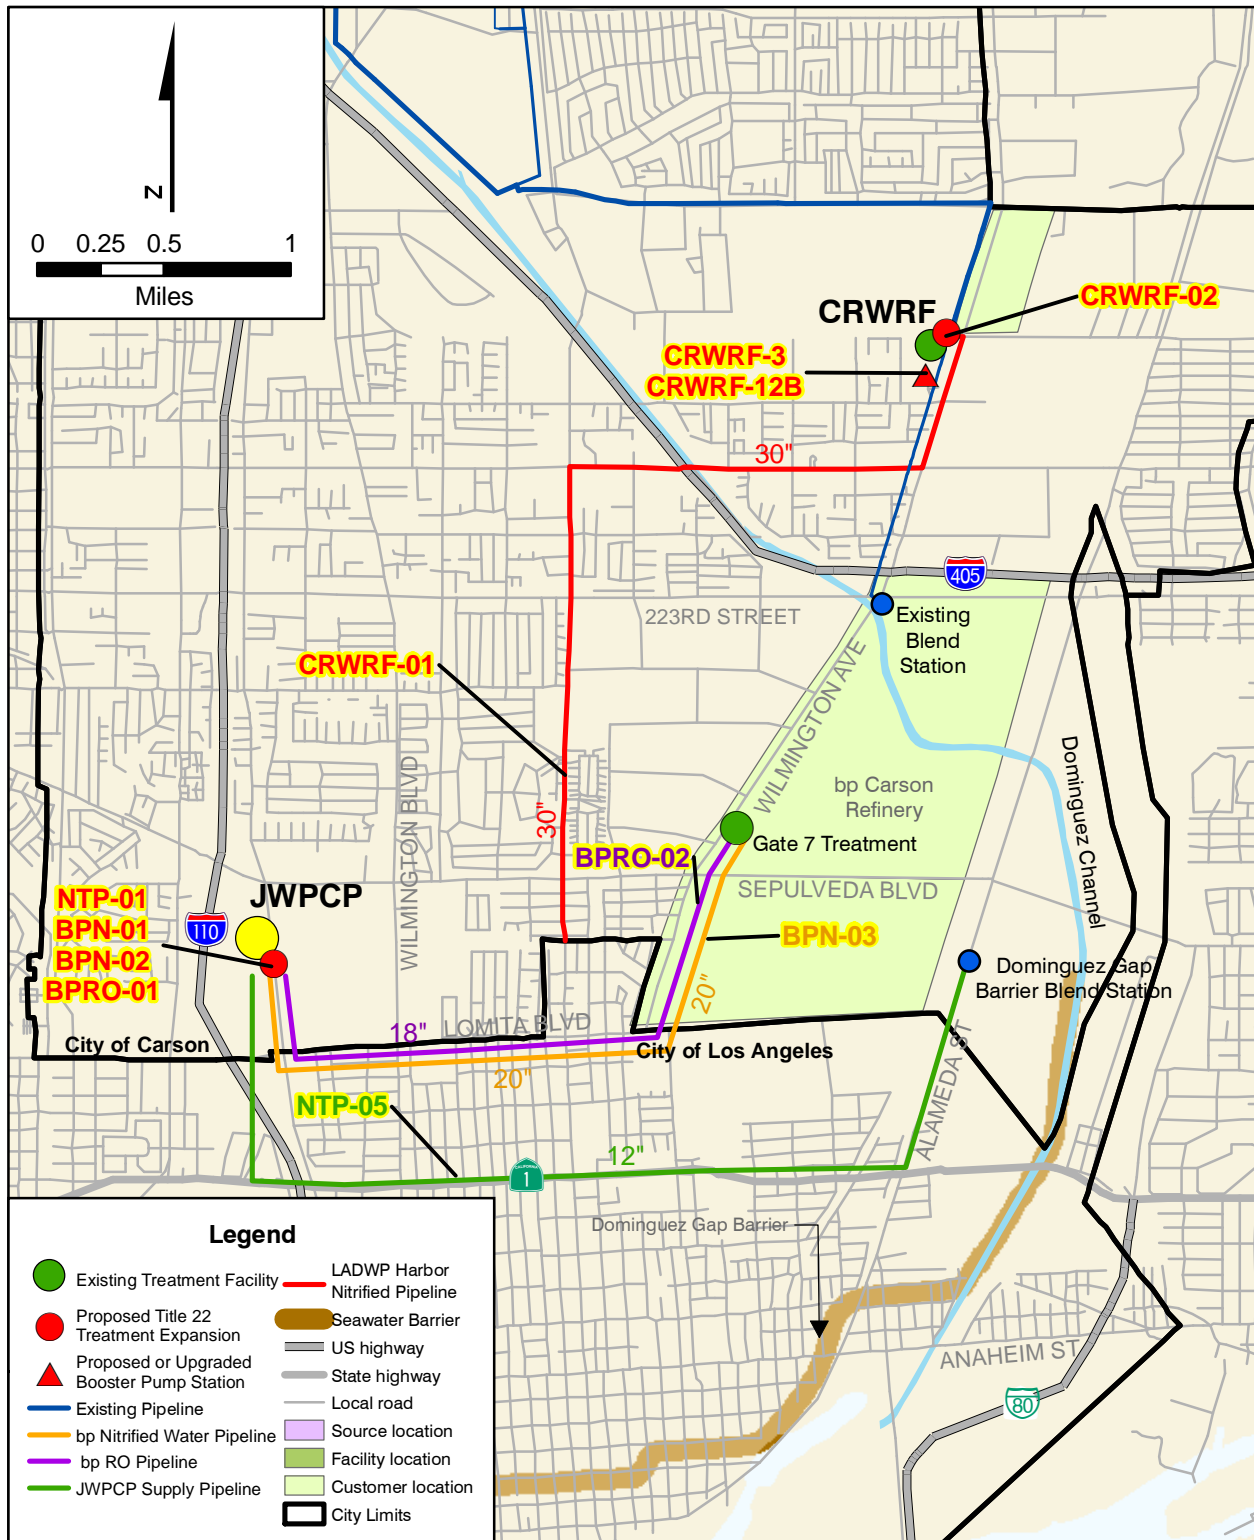 N
0 0.25 0.5 1
Miles
CRWRF
CRWRF-02
CRWRF-3
CRWRF-12B
30"
405
223RD STREET
Existing
Blend
Station
CRWRF-01
WILMINGTON AVE
WILMINGTON BLVD
bp Carson
Refinery
Dominguez Channel
30"
Gate 7 Treatment
BPRO-02
SEPULVEDA BLVD
JWPCP
NTP-01
BPN-01
BPN-02
BPRO-01
110
BPN-03
Dominguez Gap
Barrier Blend Station
20"
18"
LOMITA BLVD
City of Carson
City of Los Angeles
20"
ALAMEDA ST
NTP-05
12"
CALIFORNIA
1
Dominguez Gap Barrier
ANAHEIM ST
80
Legend
Existing Treatment Facility
Proposed Title 22
Treatment Expansion
Proposed or Upgraded
Booster Pump Station
Existing Pipeline
bp Nitrified Water Pipeline
bp RO Pipeline
JWPCP Supply Pipeline
LADWP Harbor
Nitrified Pipeline
Seawater Barrier
US highway
State highway
Local road
Source location
Facility location
Customer location
City Limits